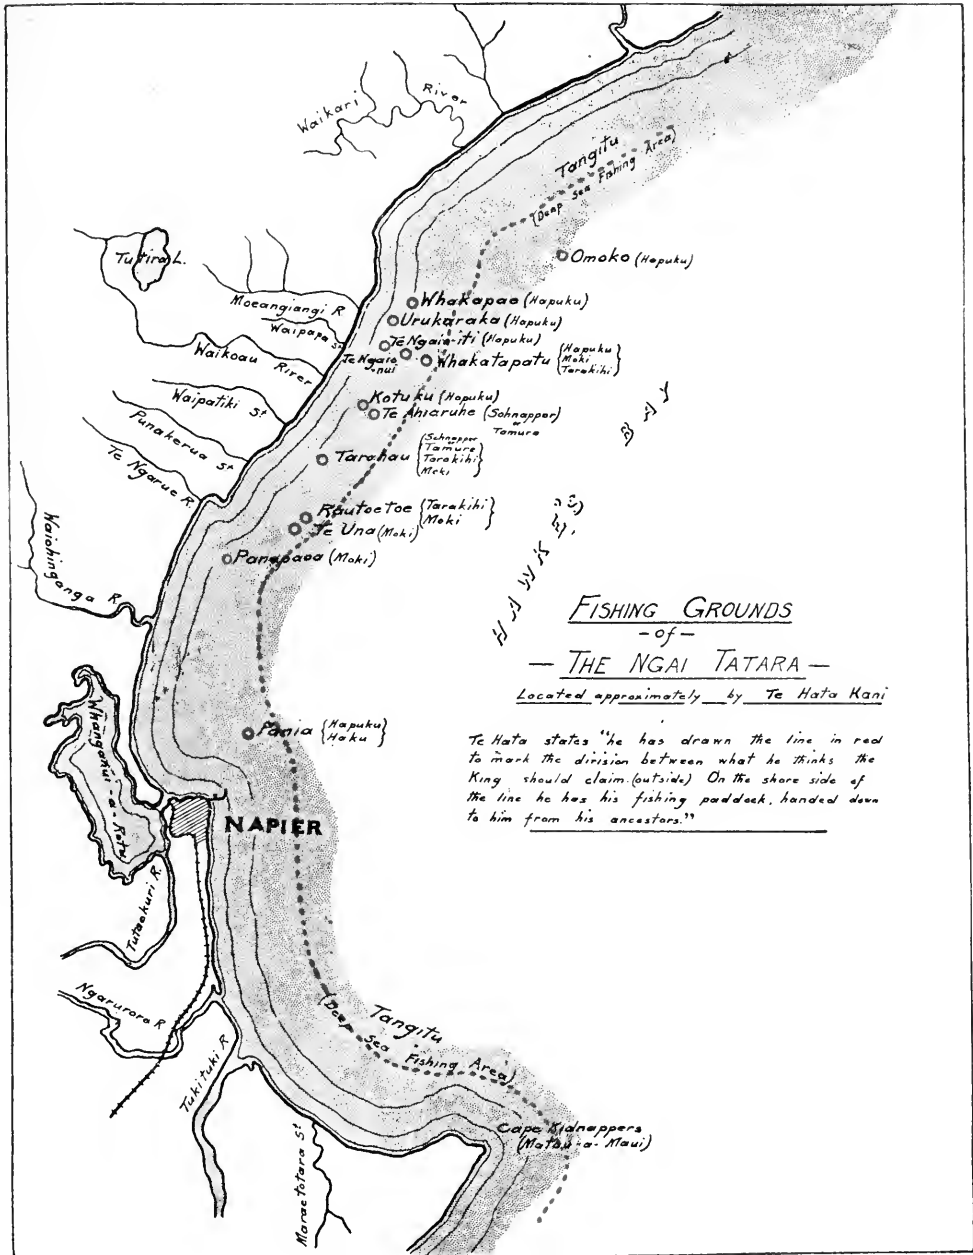 Waikari River
Tangitu
(Deep Sea Fishing Area)
Tutira L.
Omoko (Hapuku)
Moeangiangi R
Whakapao (Hapuku)
Waipapa St
Urukaraka (Hapuku)
Te Ngaio-iti (Hapuku)
Waikoau River
Te Ngaio
nui
Whakatapatu {Hapuku
Moki
Tarakihi}
Waipatiki St
Kotuku (Hapuku)
Te Ahiaruhe (Schnapper)
or
Tamure
Punakerua St
Te Ngarue R.
Tarahau {Schnapper
Tamure
Tarakihi
Moki}
HAWKE'S BAY
Rautoetoe {Tarakihi
Moki}
Te Una (Moki)
Panapaoa (Moki)
Waiohinganga R.
FISHING GROUNDS
- of -
— THE NGAI TATARA —
Located approximately by Te Hata Kani
Te Hata states "he has drawn the line in red
to mark the division between what he thinks the
King should claim. (outside) On the shore side of
the line he has his fishing paddock, handed down
to him from his ancestors."
Pania {Hapuku
Haku}
Whanganui-a-Rotu
NAPIER
Tutaekuri R.
Ngaruroro R
Tukituki R
Tangitu
(Deep Sea Fishing Area)
Maraetotara St
Cape Kidnappers
(Matau-a-Maui)